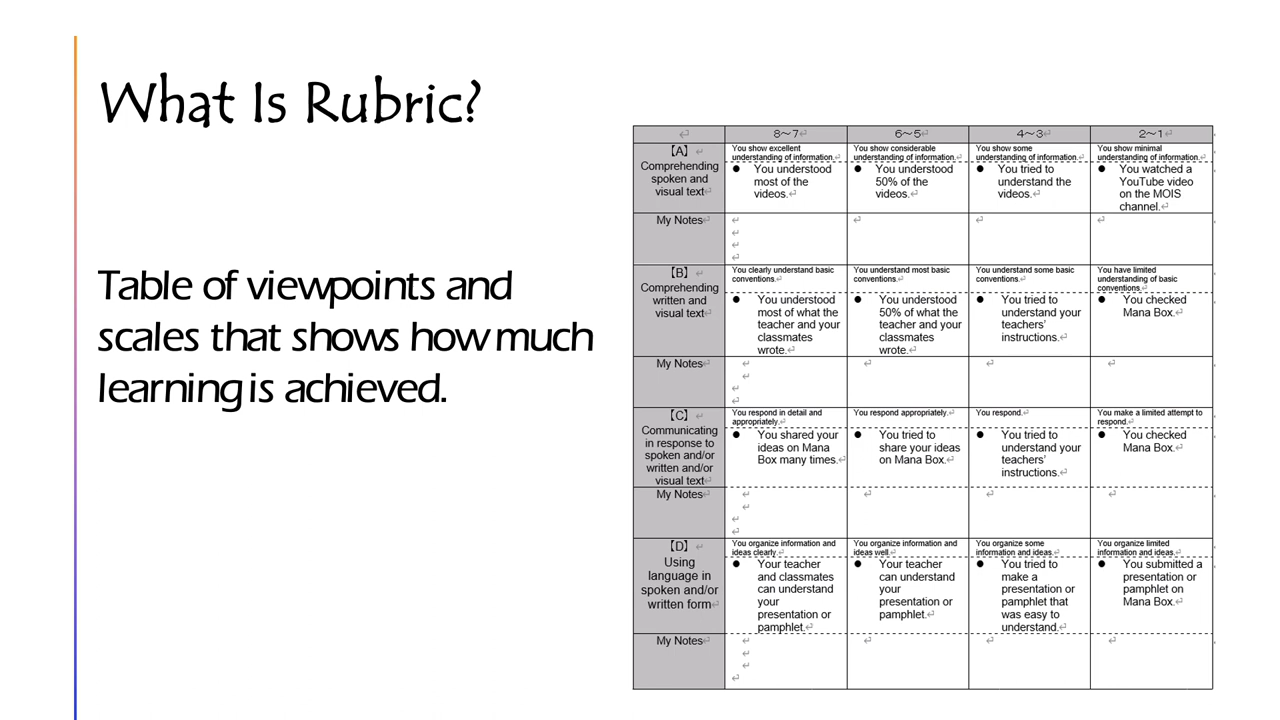 What Is Rubric?
Table of viewpoints and
scales that shows how much
learning is achieved.
8～7
6～5
4～3
2～1
【A】
Comprehending
spoken and
visual text
You show excellent
understanding of information.
You understood
most of the
videos.
You show considerable
understanding of information.
You understood
50% of the
videos.
You show some
understanding of information.
You tried to
understand the
videos.
You show minimal
understanding of information.
You watched a
YouTube video
on the MOIS
channel.
My Notes
【B】
Comprehending
written and
visual text
You clearly understand basic
conventions.
You understood
most of what the
teacher and your
classmates
wrote.
You understand most basic
conventions.
You understood
50% of what the
teacher and your
classmates
wrote.
You understand some basic
conventions.
You tried to
understand your
teachers'
instructions.
You have limited
understanding of basic
conventions.
You checked
Mana Box.
My Notes
【C】
Communicating
in response to
spoken and/or
written and/or
visual text
You respond in detail and
appropriately.
You shared your
ideas on Mana
Box many times.
You respond appropriately.
You tried to
share your ideas
on Mana Box.
You respond.
You tried to
understand your
teachers'
instructions.
You make a limited attempt to
respond.
You checked
Mana Box.
My Notes
【D】
Using
language in
spoken and/or
written form
You organize information and
ideas clearly.
Your teacher
and classmates
can understand
your
presentation or
pamphlet.
You organize information and
ideas well.
Your teacher
can understand
your
presentation or
pamphlet.
You organize some
information and ideas.
You tried to
make a
presentation or
pamphlet that
was easy to
understand.
You organize limited
information and ideas.
You submitted a
presentation or
pamphlet on
Mana Box.
My Notes